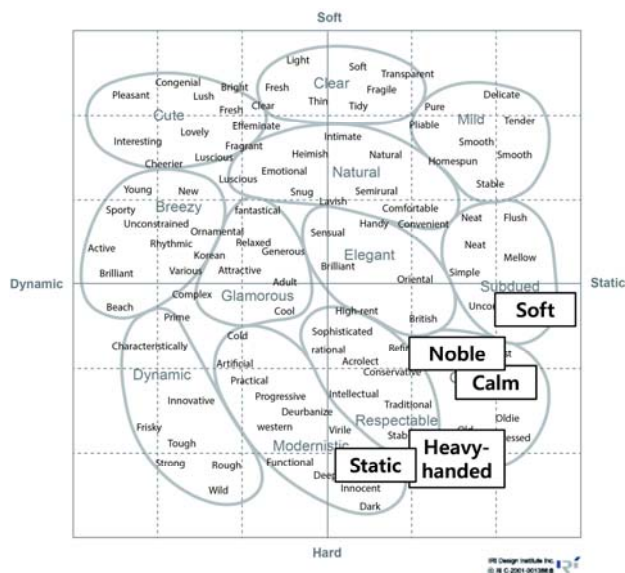 Soft
Light
Soft
Clear
Transparent
Congenial
Bright
Fresh
Fragile
Pleasant
Lush
Delicate
Fresh
Clear
Thin
Tidy
Pure
Cute
Mild
Tender
Effeminate
Pliable
Lovely
Intimate
Interesting
Fragrant
Smooth
Heimish
Natural
Smooth
Cheerier
Luscious
Homespun
Emotional
Natural
Luscious
Stable
Young
New
Snug
Semirural
Lavish
Breezy
Sporty
fantastical
Comfortable
Neat
Flush
Unconstrained
Handy
Convenient
Ornamental
Sensual
Rhythmic
Relaxed
Neat
Active
Korean
Generous
Elegant
Mellow
Brilliant
Various
Attractive
Brilliant
Simple
Dynamic
Adult
Oriental
Subdued
Static
Complex
Glamorous
Beach
Soft
Prime
Cool
High-rent
British
Cold
Sophisticated
Characteristically
rational
Noble
Artificial
Acrolect
Dynamic
Practical
Conservative
Calm
Innovative
Progressive
Intellectual
Deurbanize
Traditional
Oldie
Frisky
western
Virile
Respectable
Tough
Modernistic
Heavy-
handed
Strong
Rough
Functional
Static
Innocent
Wild
Dark
Hard
IRI Design Institute Inc.